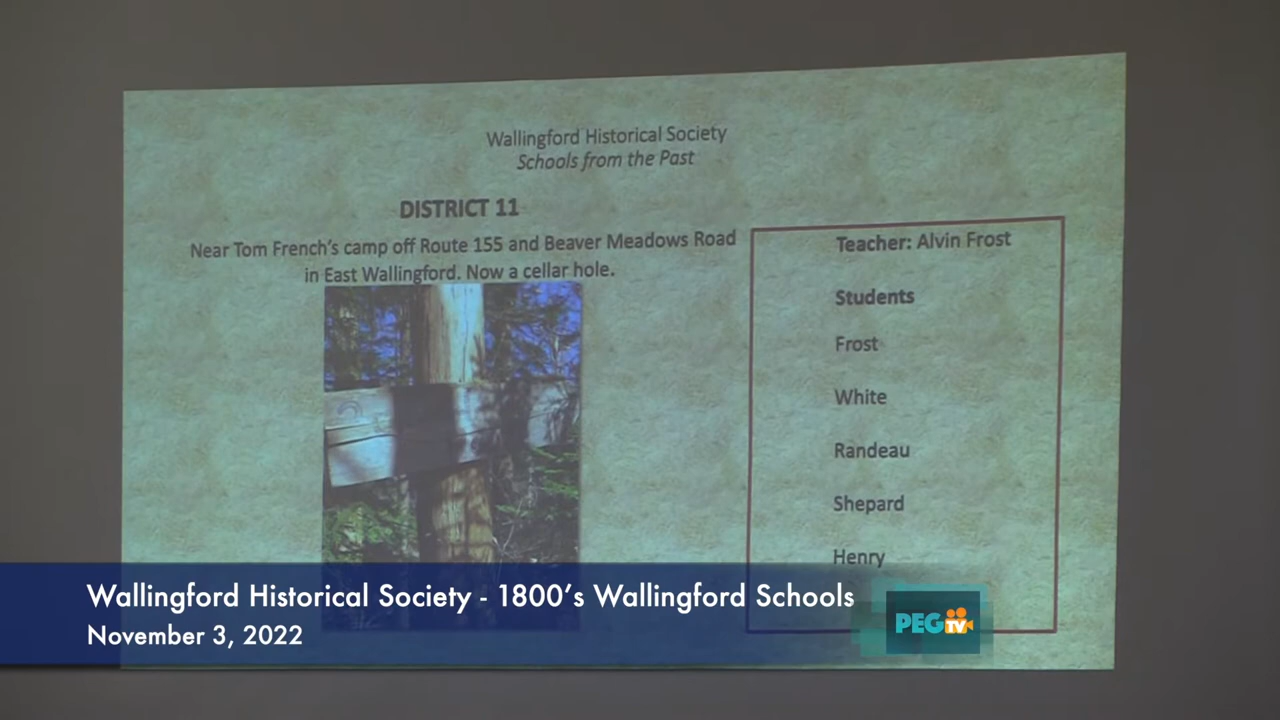 Wallingford Historical Society
Schools from the Past
DISTRICT 11
Near Tom French's camp off Route 155 and Beaver Meadows Road
in East Wallingford. Now a cellar hole.
Teacher: Alvin Frost
Students
Frost
White
Randeau
Shepard
Henry
Wallingford Historical Society - 1800's Wallingford Schools
November 3, 2022
PEG TV